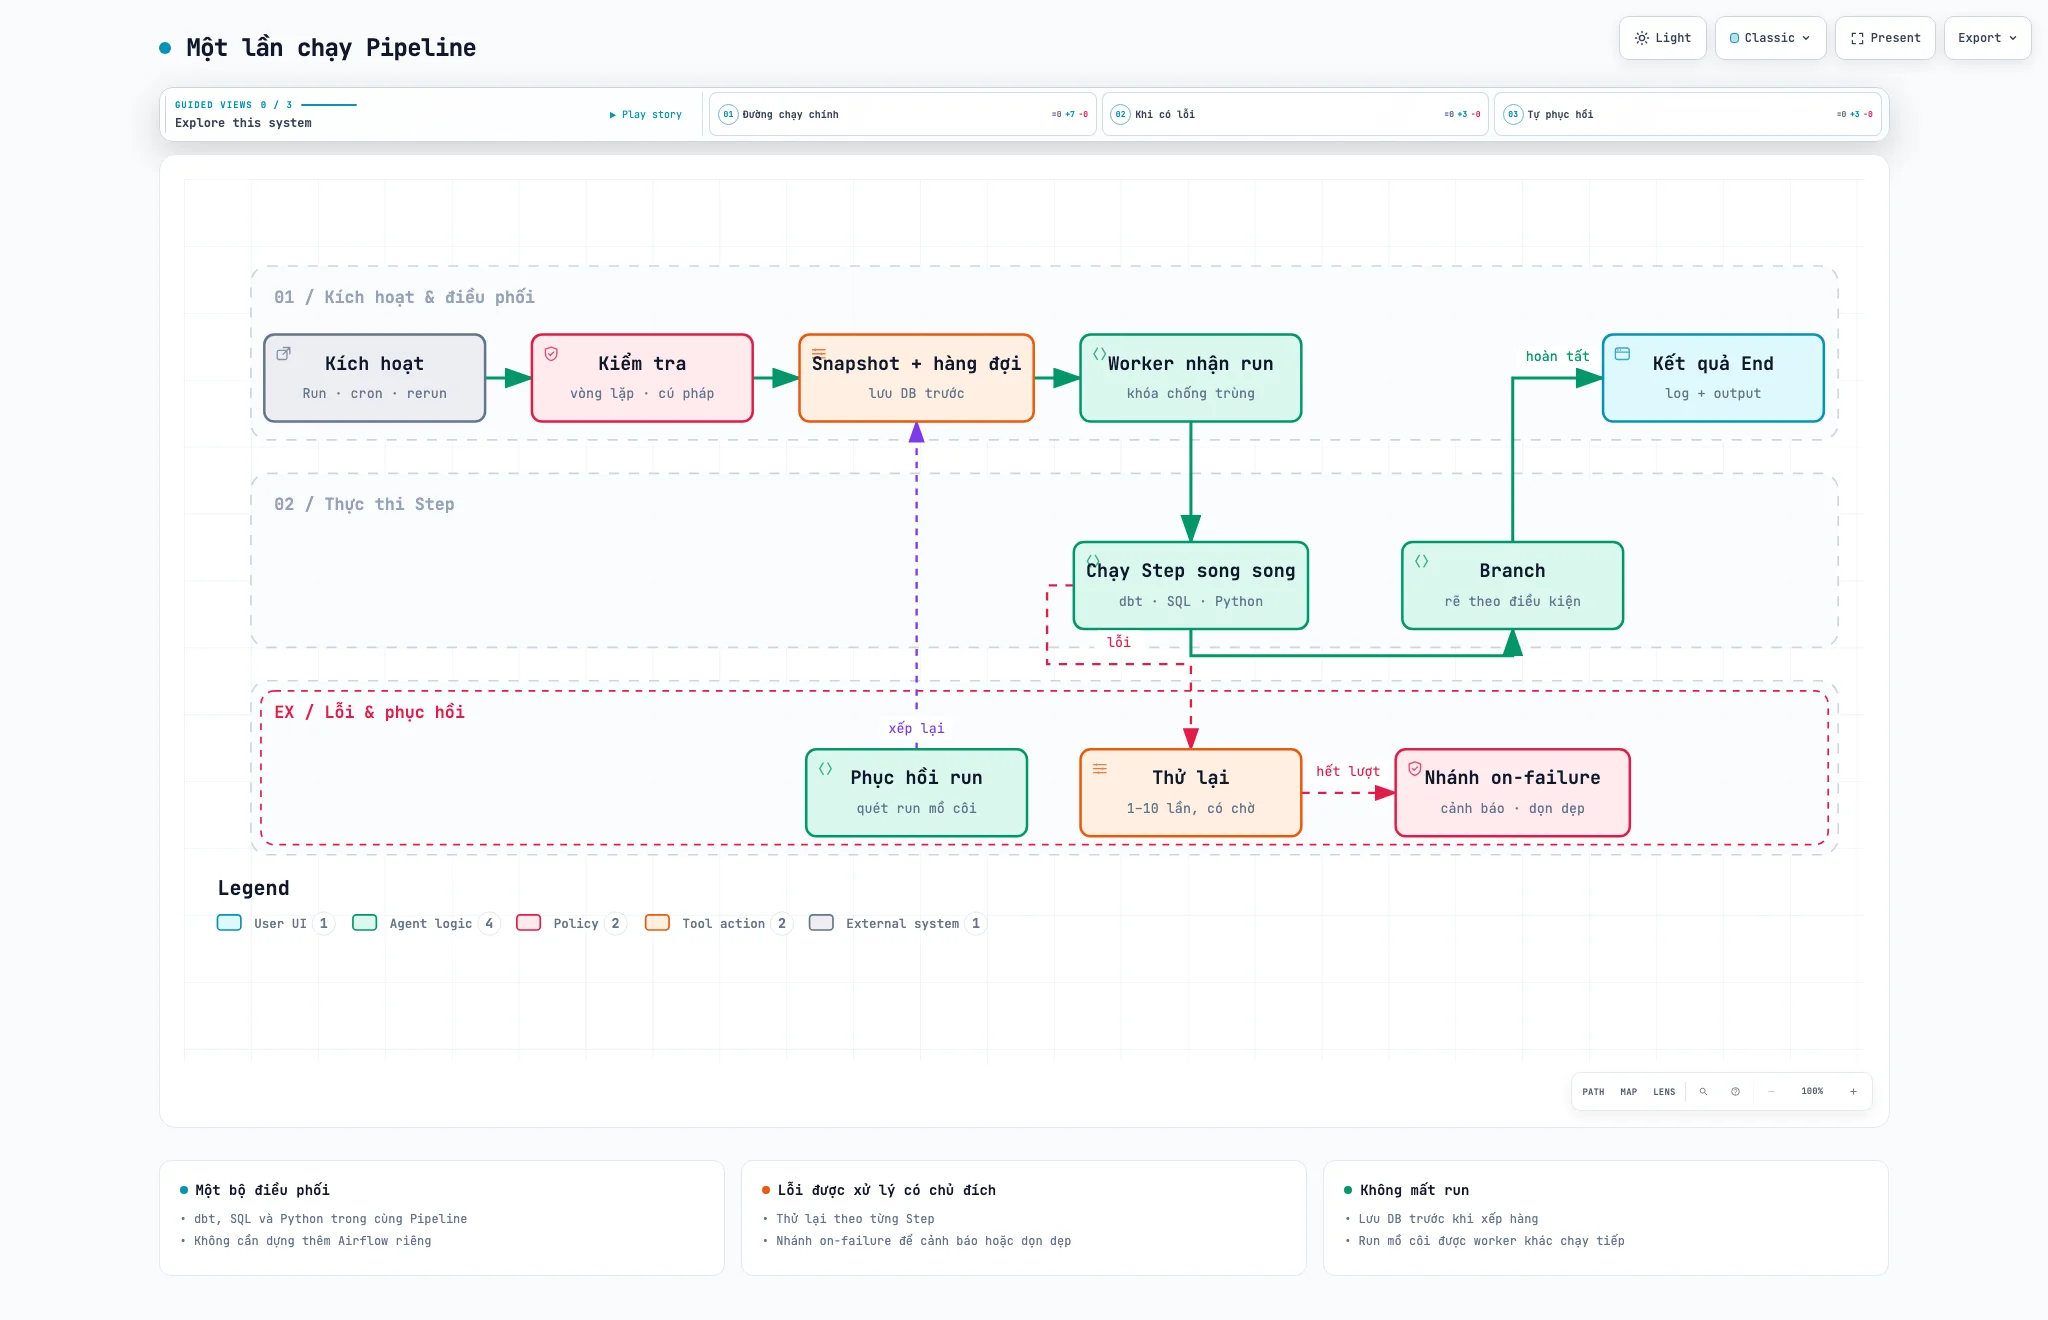 Một lần chạy Pipeline
Light
Classic
Present
Export
GUIDED VIEWS 0 / 3
Explore this system
▶ Play story
01 Đường chạy chính
≡0 +7 -0
02 Khi có lỗi
≡0 +3 -0
03 Tự phục hồi
≡0 +3 -0
01 / Kích hoạt & điều phối
Kích hoạt
Run · cron · rerun
Kiểm tra
vòng lặp · cú pháp
Snapshot + hàng đợi
lưu DB trước
Worker nhận run
khóa chống trùng
hoàn tất
Kết quả End
log + output
02 / Thực thi Step
Chạy Step song song
dbt · SQL · Python
Branch
rẽ theo điều kiện
lỗi
EX / Lỗi & phục hồi
xếp lại
Phục hồi run
quét run mồ côi
Thử lại
1–10 lần, có chờ
hết lượt
Nhánh on-failure
cảnh báo · dọn dẹp
Legend
User UI 1
Agent logic 4
Policy 2
Tool action 2
External system 1
PATH
MAP
LENS
100%
Một bộ điều phối
• dbt, SQL và Python trong cùng Pipeline
• Không cần dựng thêm Airflow riêng
Lỗi được xử lý có chủ đích
• Thử lại theo từng Step
• Nhánh on-failure để cảnh báo hoặc dọn dẹp
Không mất run
• Lưu DB trước khi xếp hàng
• Run mồ côi được worker khác chạy tiếp